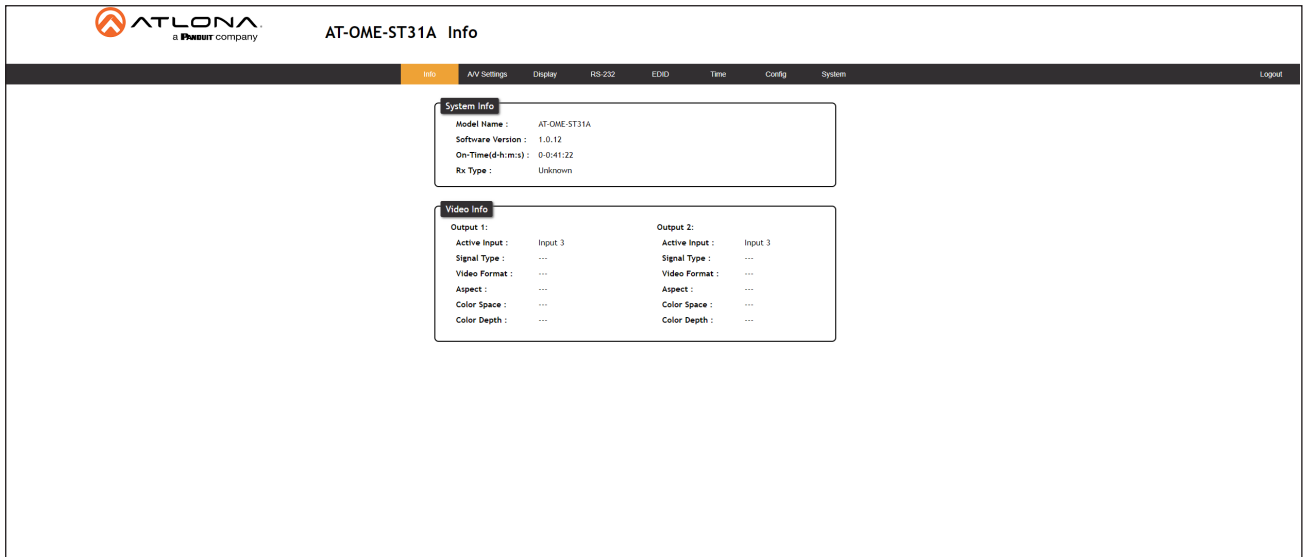 ATLONA.
a PANDUIT company
AT-OME-ST31A Info
Info A/V Settings Display RS-232 EDID Time Config System Logout
System Info
Model Name : AT-OME-ST31A
Software Version : 1.0.12
On-Time(d-h:m:s) : 0-0:41:22
Rx Type : Unknown
Video Info
Output 1: Output 2:
Active Input : Input 3 Active Input : Input 3
Signal Type : --- Signal Type : ---
Video Format : --- Video Format : ---
Aspect : --- Aspect : ---
Color Space : --- Color Space : ---
Color Depth : --- Color Depth : ---